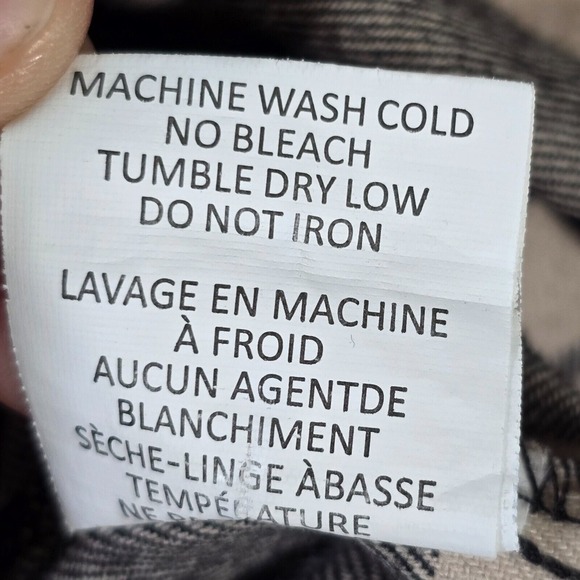 MACHINE WASH COLD
NO BLEACH
TUMBLE DRY LOW
DO NOT IRON
LAVAGE EN MACHINE
À FROID
AUCUN AGENTDE
BLANCHIMENT
SÈCHE-LINGE ÀBASSE
TEMPÉRATURE
NE